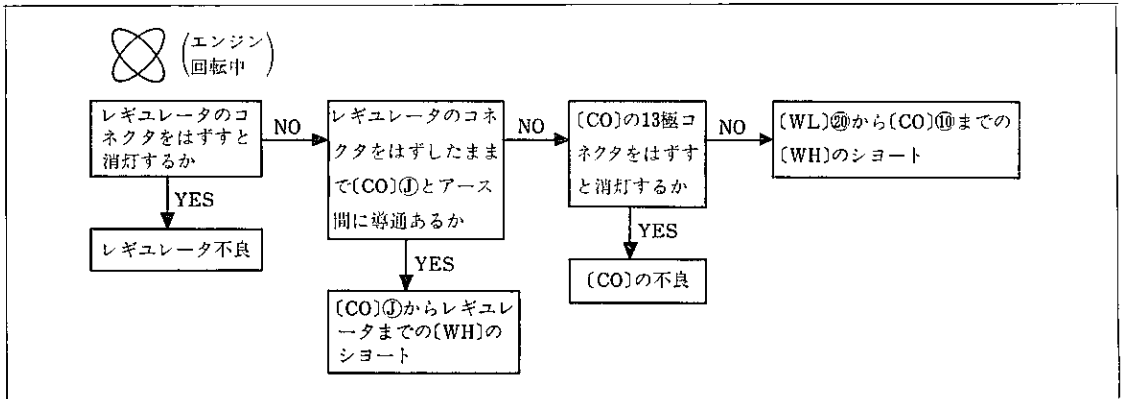 (エンジン
回転中)
レギュレータのコ
ネクタをはずすと
消灯するか
NO
レギュレータのコネ
クタをはずしたまま
で〔CO〕Ⓙとアース
間に導通あるか
NO
〔CO〕の13極コ
ネクタをはずす
と消灯するか
NO
〔WL〕⑳から〔CO〕⑩までの
〔WH〕のショート
YES
レギュレータ不良
YES
〔CO〕Ⓙからレギュレ
ータまでの〔WH〕の
ショート
YES
〔CO〕の不良